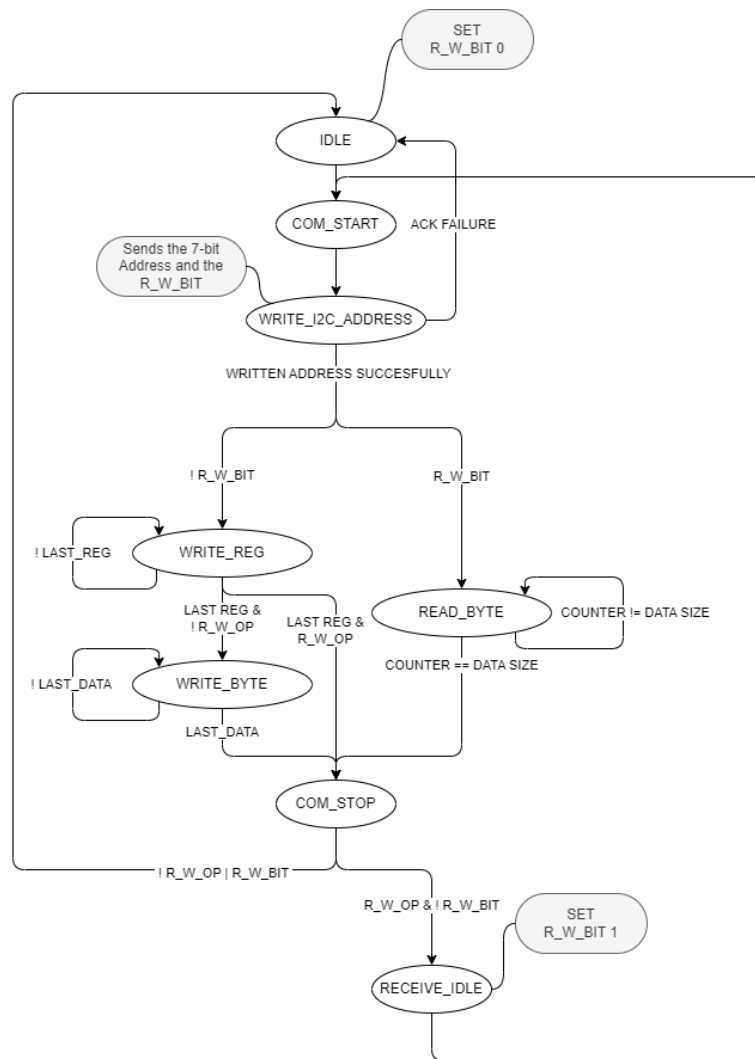 SET
R_W_BIT 0
IDLE
COM_START
ACK FAILURE
Sends the 7-bit
Address and the
R_W_BIT
WRITE_I2C_ADDRESS
WRITTEN ADDRESS SUCCESFULLY
! R_W_BIT
R_W_BIT
! LAST_REG
WRITE_REG
LAST REG &
! R_W_OP
LAST REG &
R_W_OP
READ_BYTE
COUNTER != DATA SIZE
COUNTER == DATA SIZE
! LAST_DATA
WRITE_BYTE
LAST_DATA
COM_STOP
! R_W_OP | R_W_BIT
R_W_OP & ! R_W_BIT
SET
R_W_BIT 1
RECEIVE_IDLE